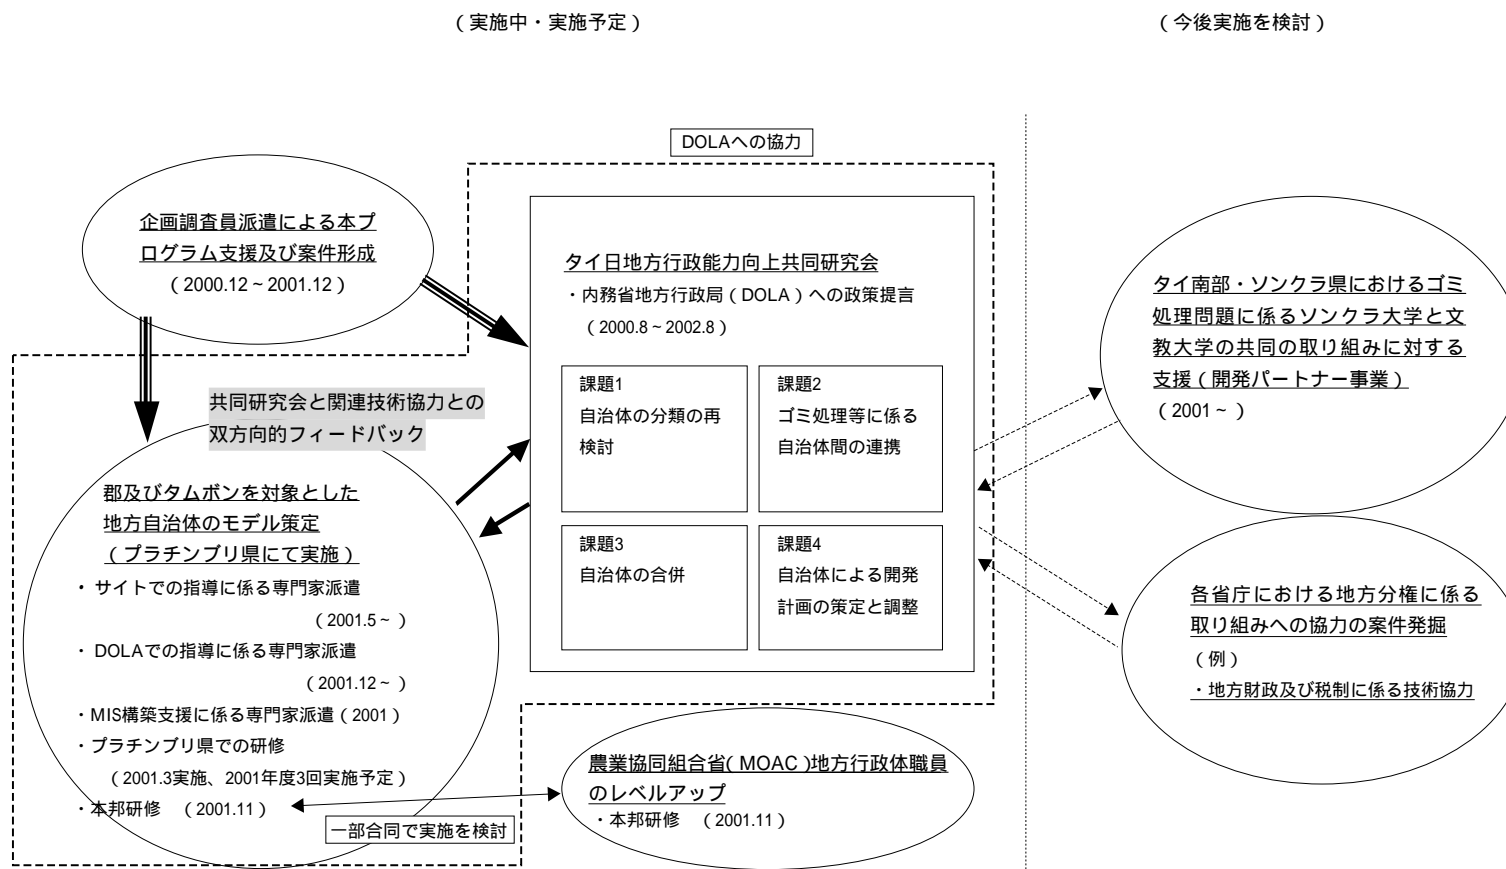 （実施中・実施予定）
（今後実施を検討）
DOLAへの協力
企画調査員派遣による本プ
ログラム支援及び案件形成
（2000.12～2001.12）
タイ日地方行政能力向上共同研究会
・内務省地方行政局（DOLA）への政策提言
（2000.8～2002.8）
課題1
自治体の分類の再
検討
課題2
ゴミ処理等に係る
自治体間の連携
課題3
自治体の合併
課題4
自治体による開発
計画の策定と調整
共同研究会と関連技術協力との
双方向的フィードバック
郡及びタムボンを対象とした
地方自治体のモデル策定
（プラチンブリ県にて実施）
・サイトでの指導に係る専門家派遣
（2001.5～）
・DOLAでの指導に係る専門家派遣
（2001.12～）
・MIS構築支援に係る専門家派遣（2001）
・プラチンブリ県での研修
（2001.3実施、2001年度3回実施予定）
・本邦研修　（2001.11）
一部合同で実施を検討
農業協同組合省（MOAC）地方行政体職員
のレベルアップ
・本邦研修　（2001.11）
タイ南部・ソンクラ県におけるゴミ
処理問題に係るソンクラ大学と文
教大学の共同の取り組みに対する
支援（開発パートナー事業）
（2001～）
各省庁における地方分権に係る
取り組みへの協力の案件発掘
（例）
・地方財政及び税制に係る技術協力